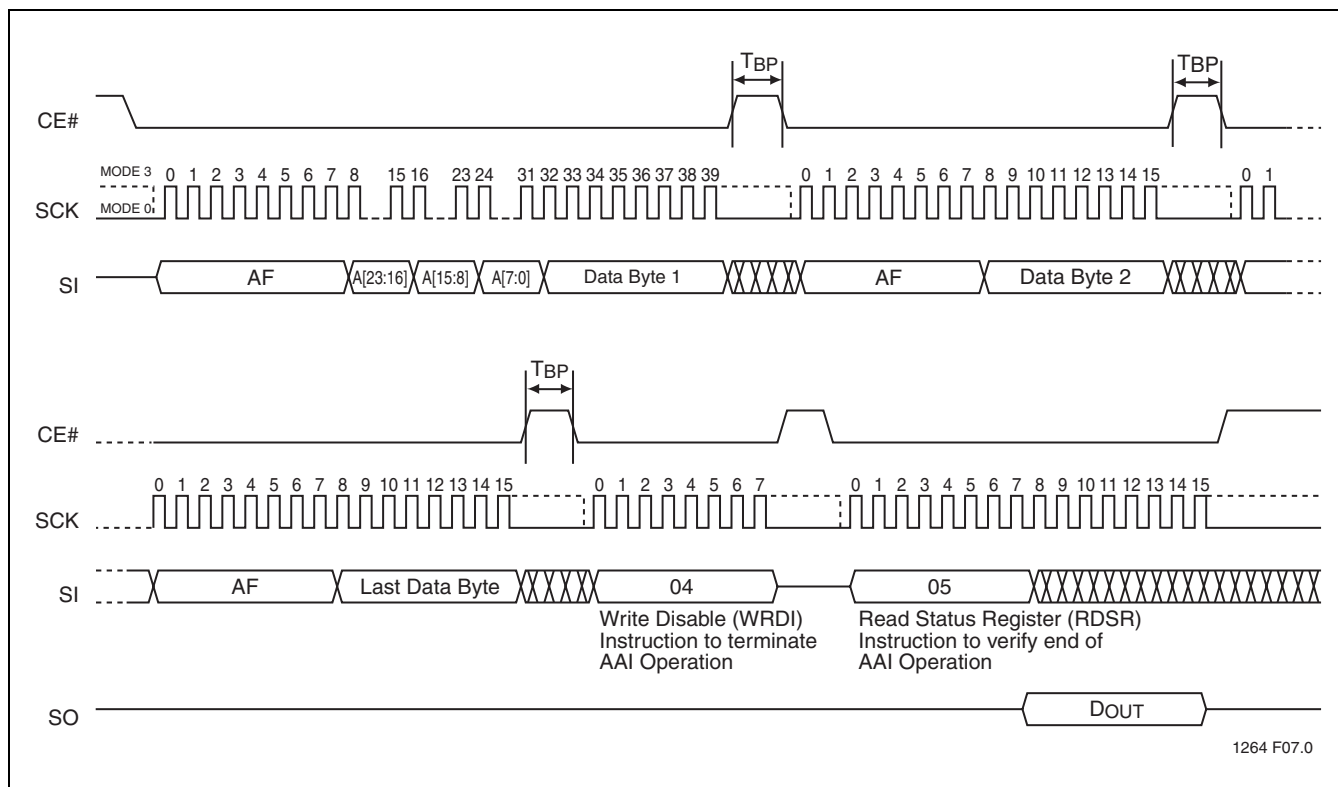 TBP TBP
CE#
MODE 3 0 1 2 3 4 5 6 7 8 15 16 23 24 31 32 33 34 35 36 37 38 39 0 1 2 3 4 5 6 7 8 9 10 11 12 13 14 15 0 1
SCK MODE 0
SI AF A[23:16] A[15:8] A[7:0] Data Byte 1 AF Data Byte 2
TBP
CE#
0 1 2 3 4 5 6 7 8 9 10 11 12 13 14 15 0 1 2 3 4 5 6 7 0 1 2 3 4 5 6 7 8 9 10 11 12 13 14 15
SCK
SI AF Last Data Byte 04 05
Write Disable (WRDI) Read Status Register (RDSR)
Instruction to terminate Instruction to verify end of
AAI Operation AAI Operation
SO DOUT
1264 F07.0